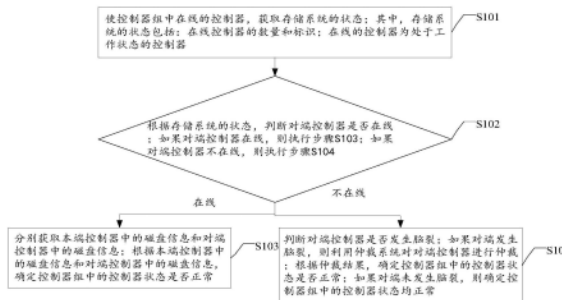 使控制器组中在线的控制器，获取存储系统的状态；其中，存储系
统的状态包括：在线控制器的数量和标识；在线的控制器为处于工
作状态的控制器
S101
根据存储系统的状态，判断对端控制器是否在线
；如果对端控制器在线，则执行步骤S103；如果
对端控制器不在线，则执行步骤S104
S102
在线
不在线
分别获取本端控制器中的磁盘信息和对端
控制器中的磁盘信息；根据本端控制器中
的磁盘信息和对端控制器中的磁盘信息，
确定控制器组中的控制器状态是否正常
S103
判断对端控制器是否发生脑裂；如果对端发生
脑裂，则利用仲裁系统对对端控制器进行仲裁
；根据仲裁结果，确定控制器组中的控制器状态
是否正常；如果对端未发生脑裂，则确定控制
器组中的控制器状态均正常
S10